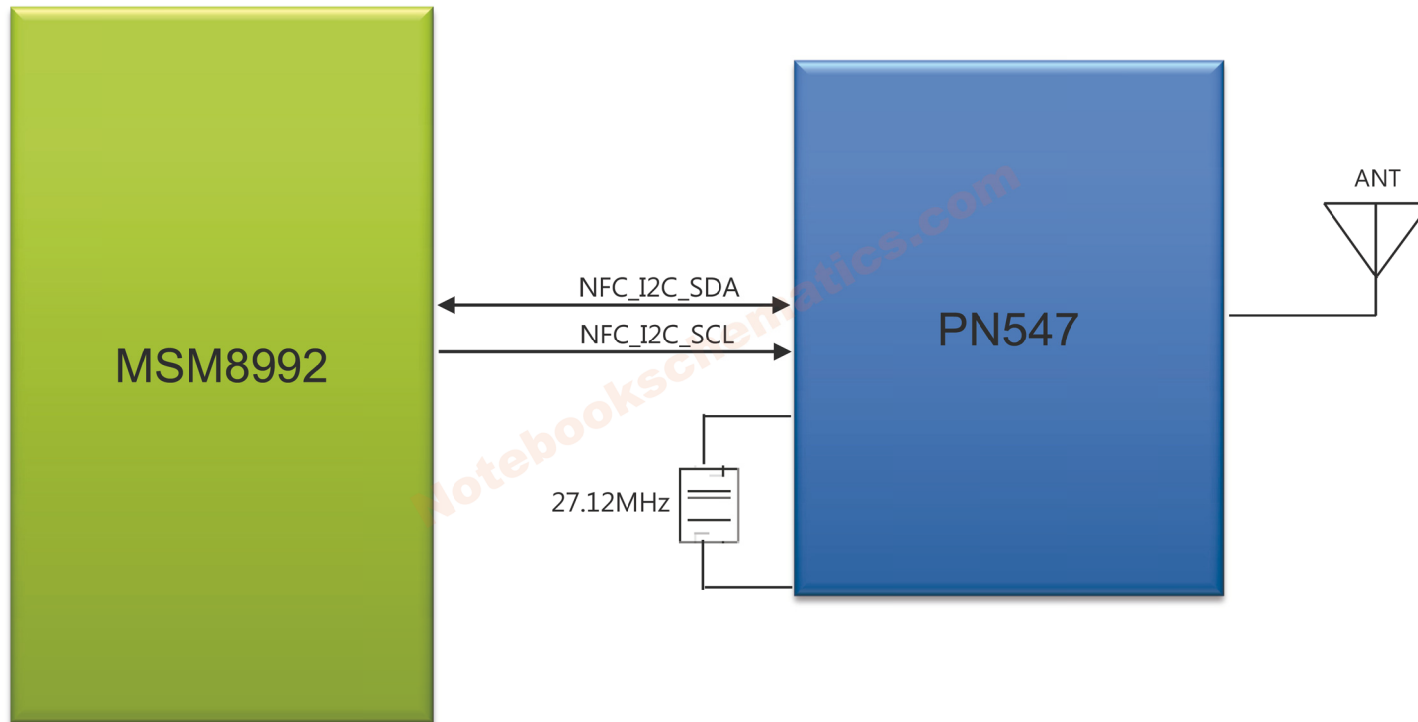 ANT
NFC_I2C_SDA
NFC_I2C_SCL
MSM8992
PN547
27.12MHz
Notebookschematics.com